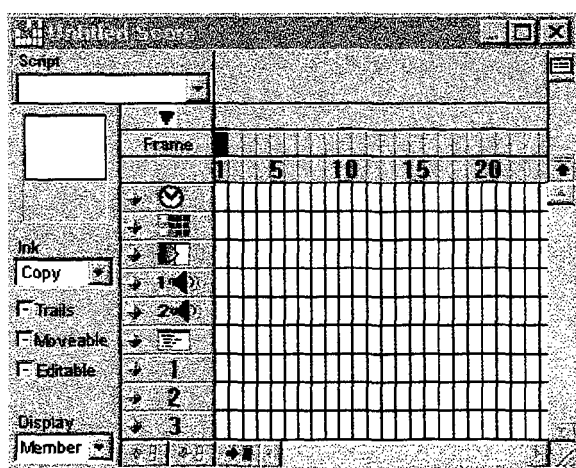 Untitled Score
Script
Frame
1 5 10 15 20
Ink
Copy
1
Trails
2
Moveable
Editable
1
2
Display
3
Member